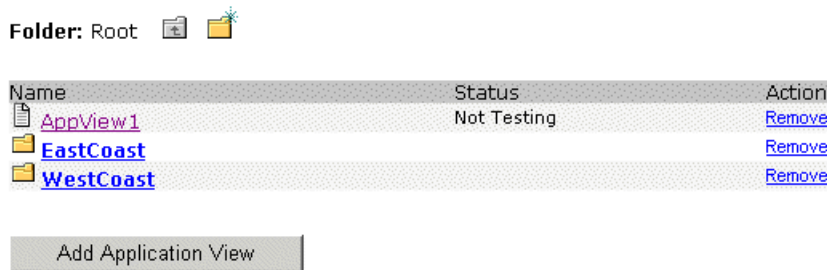 Folder: Root
Name Status Action
AppView1 Not Testing Remove
EastCoast Remove
WestCoast Remove
Add Application View